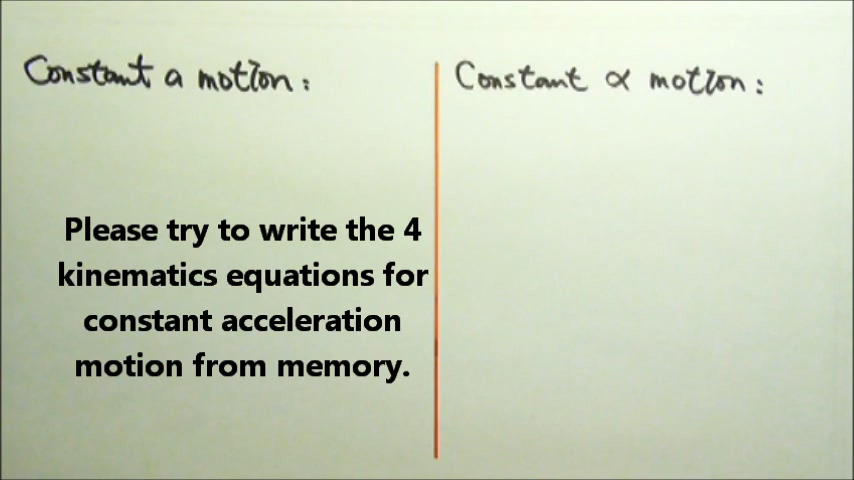 Constant a motion:
Constant α motion:
Please try to write the 4
kinematics equations for
constant acceleration
motion from memory.